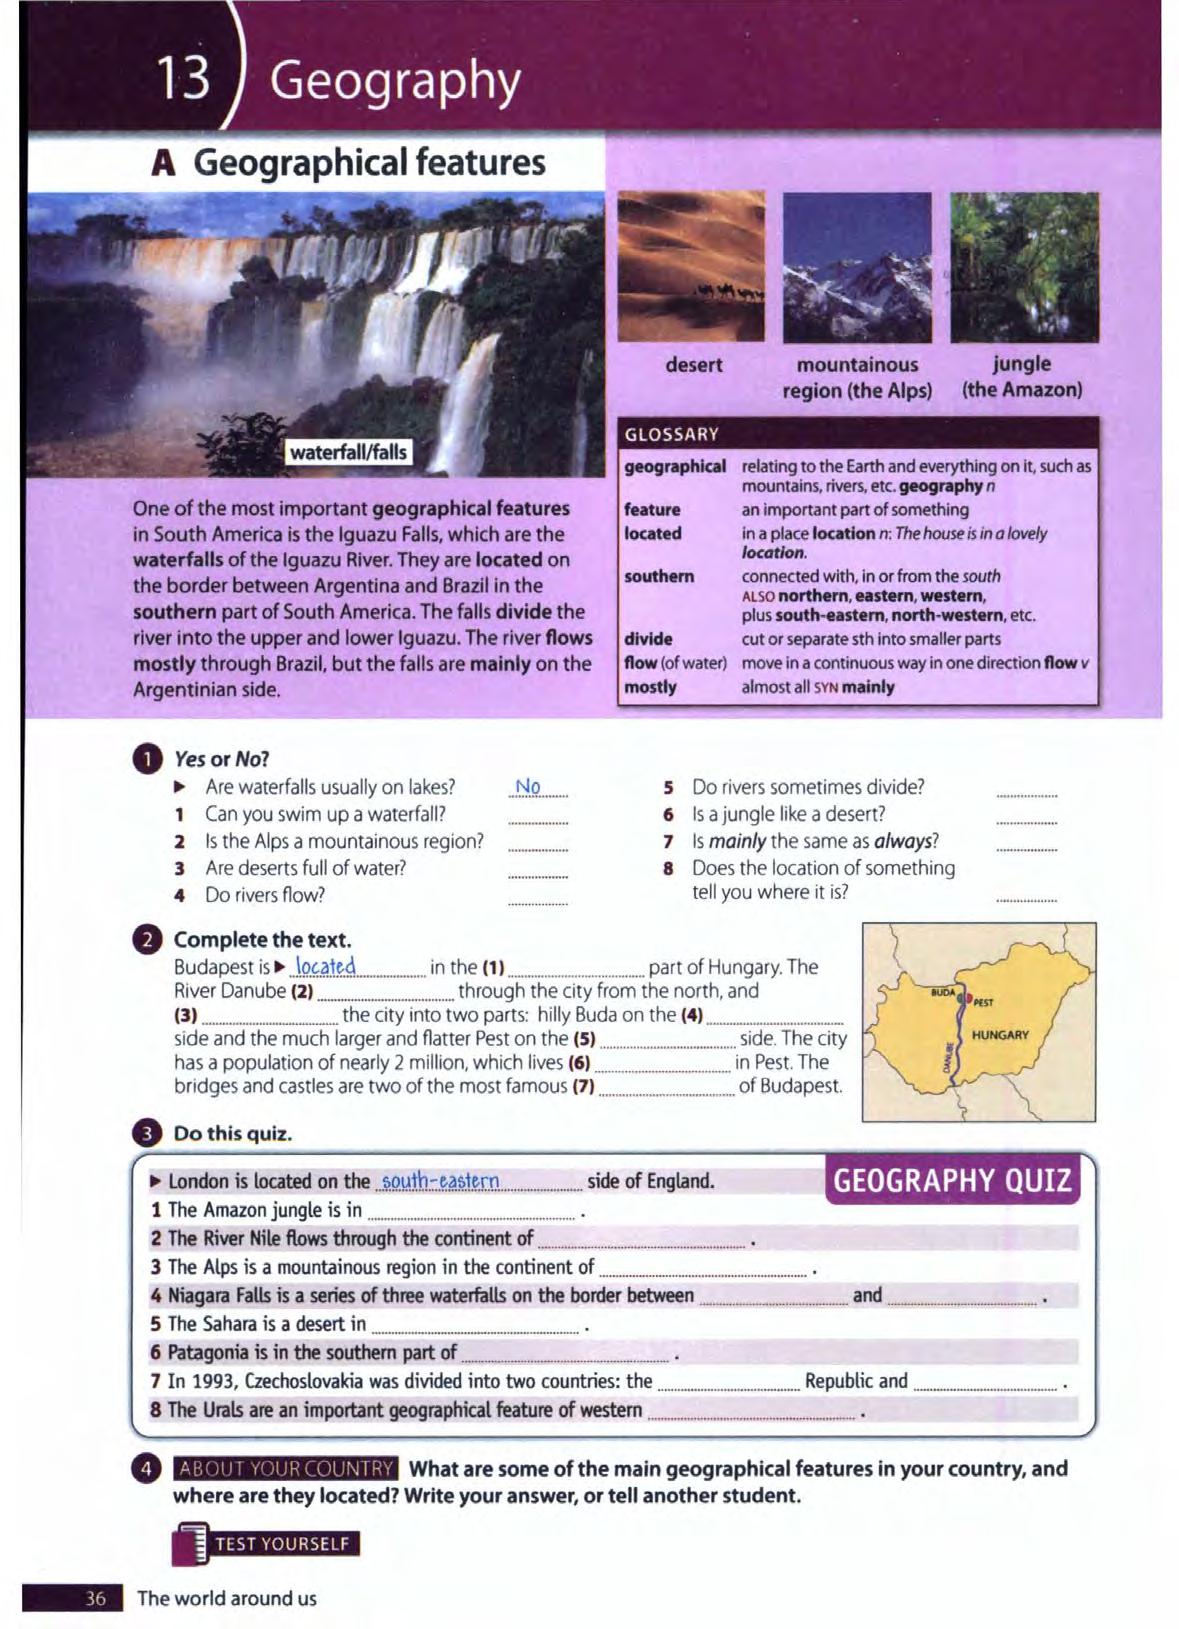 13 Geography
A Geographical features
waterfall/falls
desert
mountainous
region (the Alps)
jungle
(the Amazon)
One of the most important geographical features
in South America is the Iguazu Falls, which are the
waterfalls of the Iguazu River. They are located on
the border between Argentina and Brazil in the
southern part of South America. The falls divide the
river into the upper and lower Iguazu. The river flows
mostly through Brazil, but the falls are mainly on the
Argentinian side.
GLOSSARY
geographical relating to the Earth and everything on it, such as
mountains, rivers, etc. geography n
feature an important part of something
located in a place location n: The house is in a lovely
location.
southern connected with, in or from the south
ALSO northern, eastern, western,
plus south-eastern, north-western, etc.
divide cut or separate sth into smaller parts
flow (of water) move in a continuous way in one direction flow v
mostly almost all SYN mainly
1 Yes or No?
▶ Are waterfalls usually on lakes? No
1 Can you swim up a waterfall?
2 Is the Alps a mountainous region?
3 Are deserts full of water?
4 Do rivers flow?
5 Do rivers sometimes divide?
6 Is a jungle like a desert?
7 Is mainly the same as always?
8 Does the location of something
tell you where it is?
2 Complete the text.
Budapest is ▶ located in the (1) part of Hungary. The
River Danube (2) through the city from the north, and
(3) the city into two parts: hilly Buda on the (4)
side and the much larger and flatter Pest on the (5) side. The city
has a population of nearly 2 million, which lives (6) in Pest. The
bridges and castles are two of the most famous (7) of Budapest.
BUDA
PEST
HUNGARY
DANUBE
3 Do this quiz.
GEOGRAPHY QUIZ
▶ London is located on the south-eastern side of England.
1 The Amazon jungle is in .
2 The River Nile flows through the continent of .
3 The Alps is a mountainous region in the continent of .
4 Niagara Falls is a series of three waterfalls on the border between and .
5 The Sahara is a desert in .
6 Patagonia is in the southern part of .
7 In 1993, Czechoslovakia was divided into two countries: the Republic and .
8 The Urals are an important geographical feature of western .
4 ABOUT YOUR COUNTRY What are some of the main geographical features in your country, and
where are they located? Write your answer, or tell another student.
TEST YOURSELF
36 The world around us